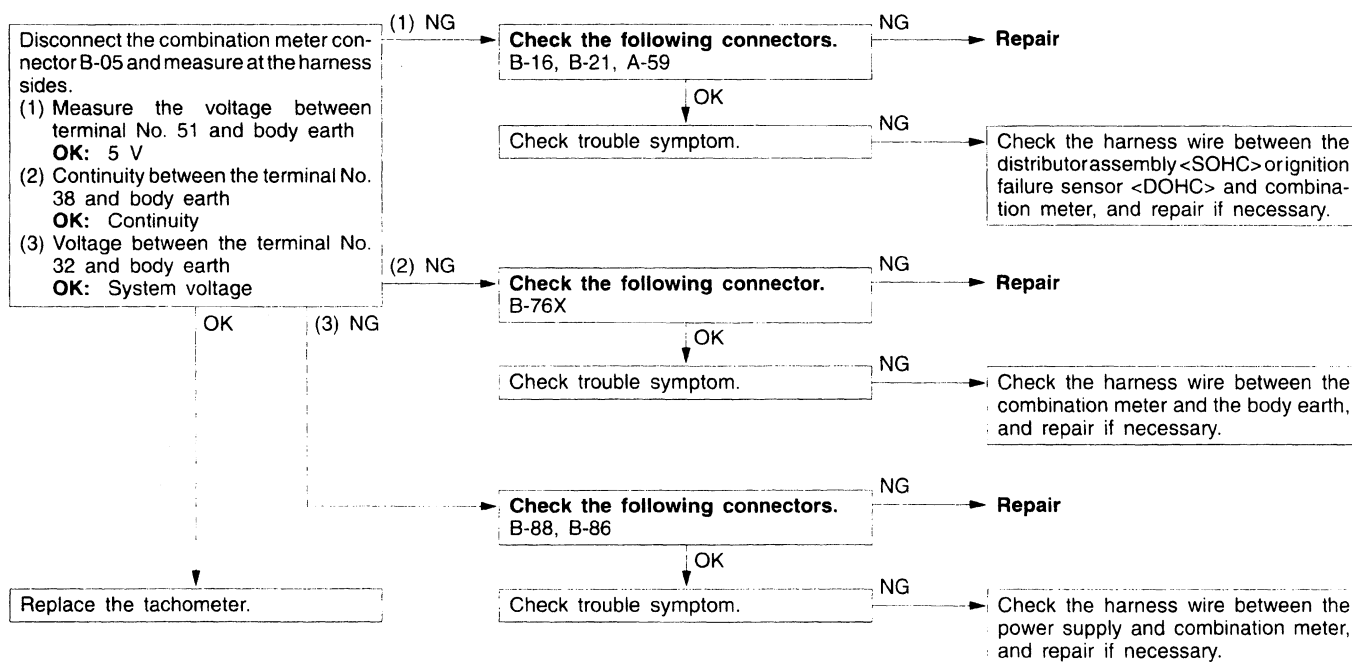 Disconnect the combination meter con-
nector B-05 and measure at the harness
sides.
(1) Measure the voltage between
terminal No. 51 and body earth
OK: 5 V
(2) Continuity between the terminal No.
38 and body earth
OK: Continuity
(3) Voltage between the terminal No.
32 and body earth
OK: System voltage
(1) NG
Check the following connectors.
B-16, B-21, A-59
NG
Repair
OK
Check trouble symptom.
NG
Check the harness wire between the
distributor assembly <SOHC> or ignition
failure sensor <DOHC> and combina-
tion meter, and repair if necessary.
(2) NG
Check the following connector.
B-76X
NG
Repair
OK
Check trouble symptom.
NG
Check the harness wire between the
combination meter and the body earth,
and repair if necessary.
OK
(3) NG
Check the following connectors.
B-88, B-86
NG
Repair
OK
Replace the tachometer.
Check trouble symptom.
NG
Check the harness wire between the
power supply and combination meter,
and repair if necessary.